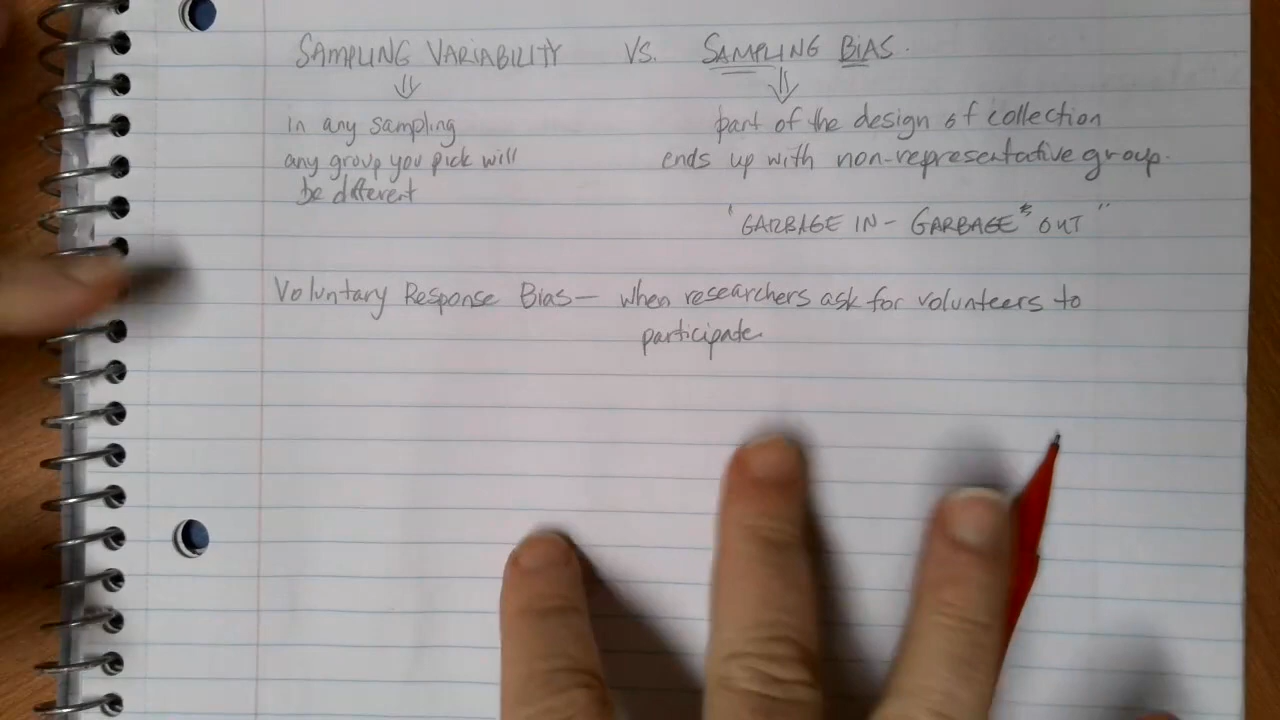 SAMPLING VARIABILITY VS. SAMPLING BIAS.
⇓ ⇓
in any sampling
any group you pick will
be different
part of the design of collection
ends up with non-representative group.
"GARBAGE IN - GARBAGE OUT"
Voluntary Response Bias - when researchers ask for volunteers to
participate